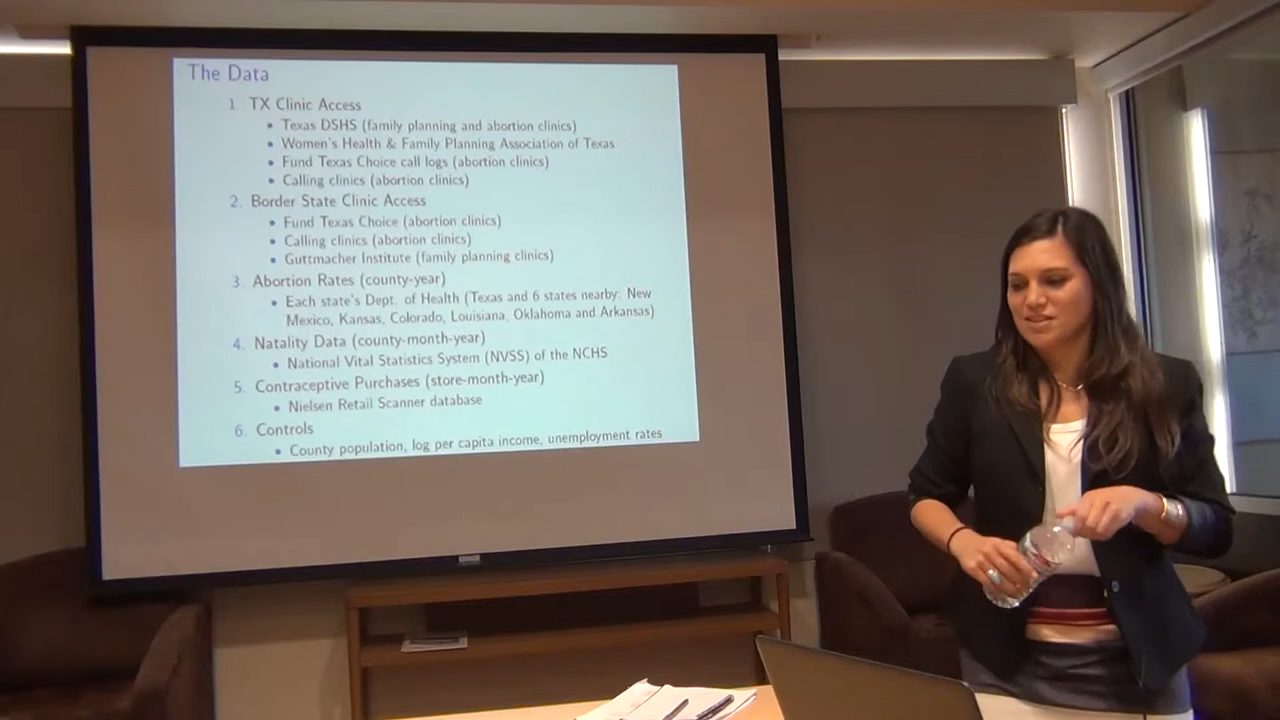 The Data
1. TX Clinic Access
• Texas DSHS (family planning and abortion clinics)
• Women's Health & Family Planning Association of Texas
• Fund Texas Choice call logs (abortion clinics)
• Calling clinics (abortion clinics)
2. Border State Clinic Access
• Fund Texas Choice (abortion clinics)
• Calling clinics (abortion clinics)
• Guttmacher Institute (family planning clinics)
3. Abortion Rates (county-year)
• Each state's Dept. of Health (Texas and 6 states nearby: New
Mexico, Kansas, Colorado, Louisiana, Oklahoma and Arkansas)
4. Natality Data (county-month-year)
• National Vital Statistics System (NVSS) of the NCHS
5. Contraceptive Purchases (store-month-year)
• Nielsen Retail Scanner database
6. Controls
• County population, log per capita income, unemployment rates